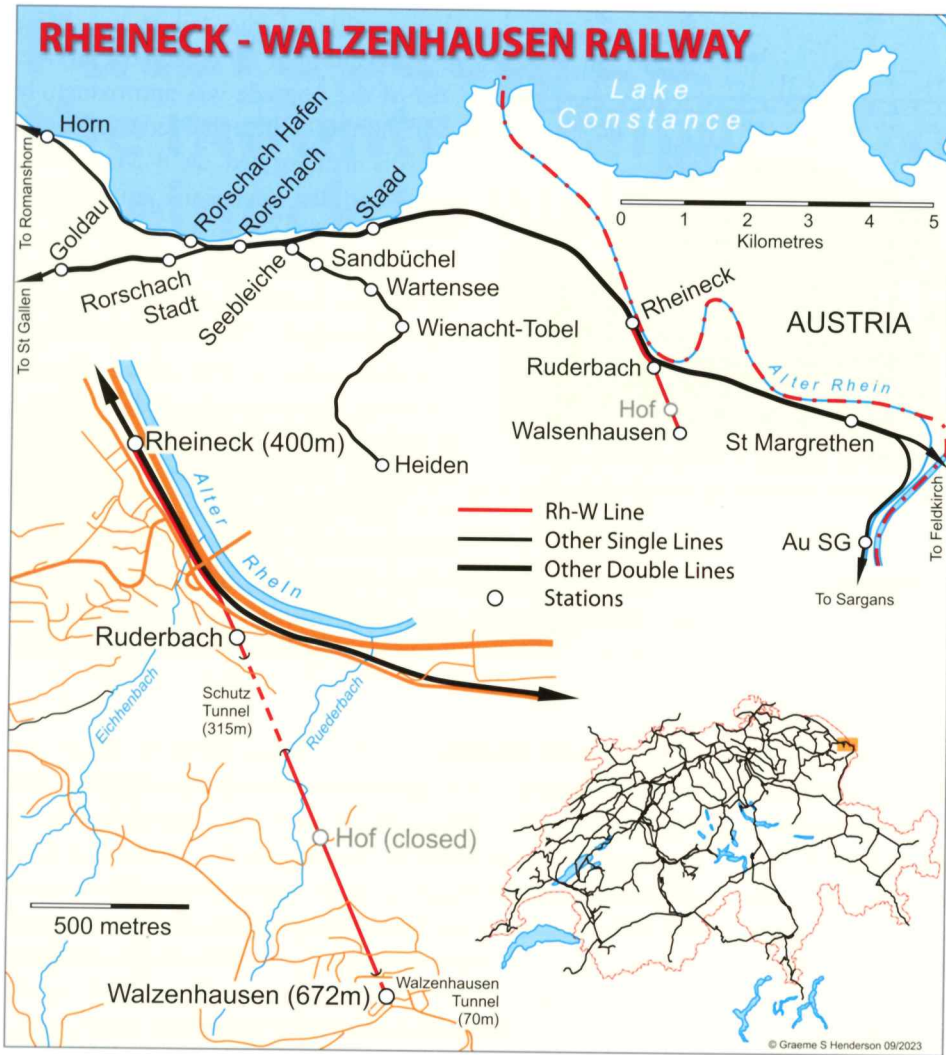 RHEINECK - WALZENHAUSEN RAILWAY
Lake
Constance
Horn
To Romanshorn
Goldau
To St Gallen
Rorschach
Stadt
Rorschach Hafen
Rorschach
Seebleiche
Staad
Sandbüchel
Wartensee
Wienacht-Tobel
Heiden
0 1 2 3 4 5
Kilometres
Rheineck
AUSTRIA
Ruderbach
Alter Rhein
Hof
Walsenhausen
St Margrethen
Au SG
To Feldkirch
To Sargans
Rh-W Line
Other Single Lines
Other Double Lines
Stations
Rheineck (400m)
Alter Rheln
Ruderbach
Eichhenbach
Schutz
Tunnel
(315m)
Ruederbach
Hof (closed)
500 metres
Walzenhausen (672m)
Walzenhausen
Tunnel
(70m)
© Graeme S Henderson 09/2023